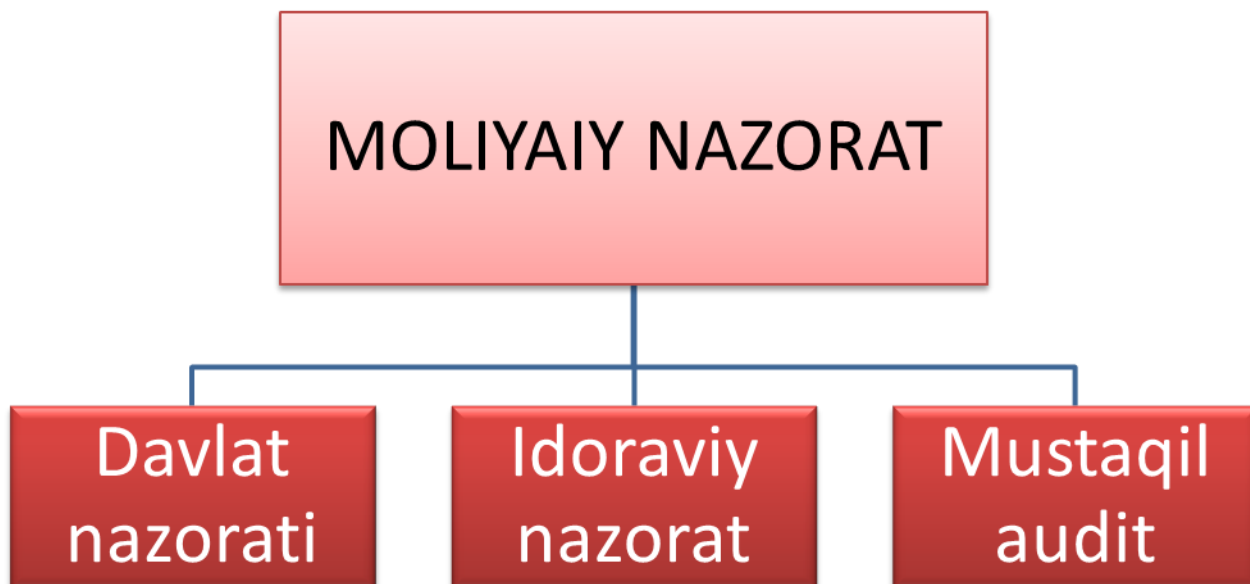 MOLIYAIY NAZORAT
Davlat
nazorati
Idoraviy
nazorat
Mustaqil
audit